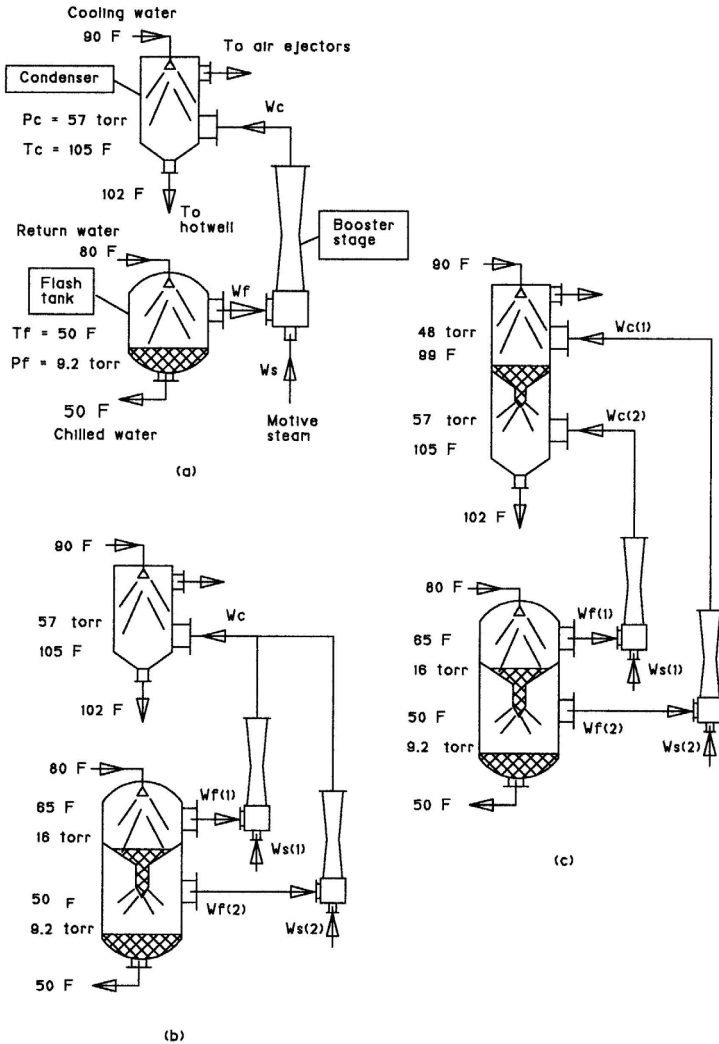 Cooling water
90 F
To air ejectors
Condenser
Wc
Pc = 57 torr
Tc = 105 F
102 F
To
hotwell
Return water
80 F
Booster
stage
Flash
tank
Wf
Tf = 50 F
Pf = 9.2 torr
Ws
50 F
Chilled water
Motive
steam
(a)
90 F
57 torr
105 F
Wc
102 F
80 F
65 F
16 torr
Wf(1)
Ws(1)
50 F
9.2 torr
Wf(2)
Ws(2)
50 F
(b)
90 F
48 torr
99 F
Wc(1)
57 torr
105 F
Wc(2)
102 F
80 F
65 F
16 torr
Wf(1)
Ws(1)
50 F
9.2 torr
Wf(2)
Ws(2)
50 F
(c)